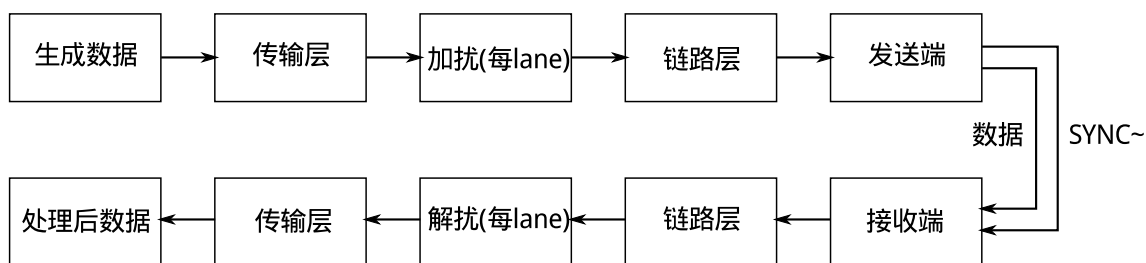 生成数据
传输层
加扰(每lane)
链路层
发送端
数据
SYNC~
处理后数据
传输层
解扰(每lane)
链路层
接收端